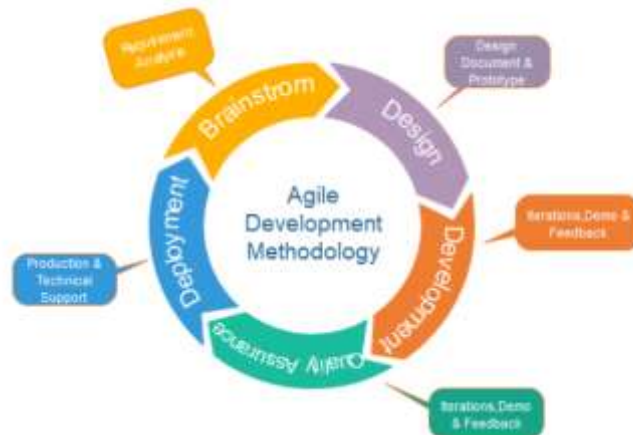 Requirement
Analysis
Brainstrom
Design
Document &
Prototype
Design
Agile
Development
Methodology
Iterations,Demo &
Feedback
Development
Production &
Technical
Support
Deployment
Quality Assurance
Iterations,Demo
& Feedback